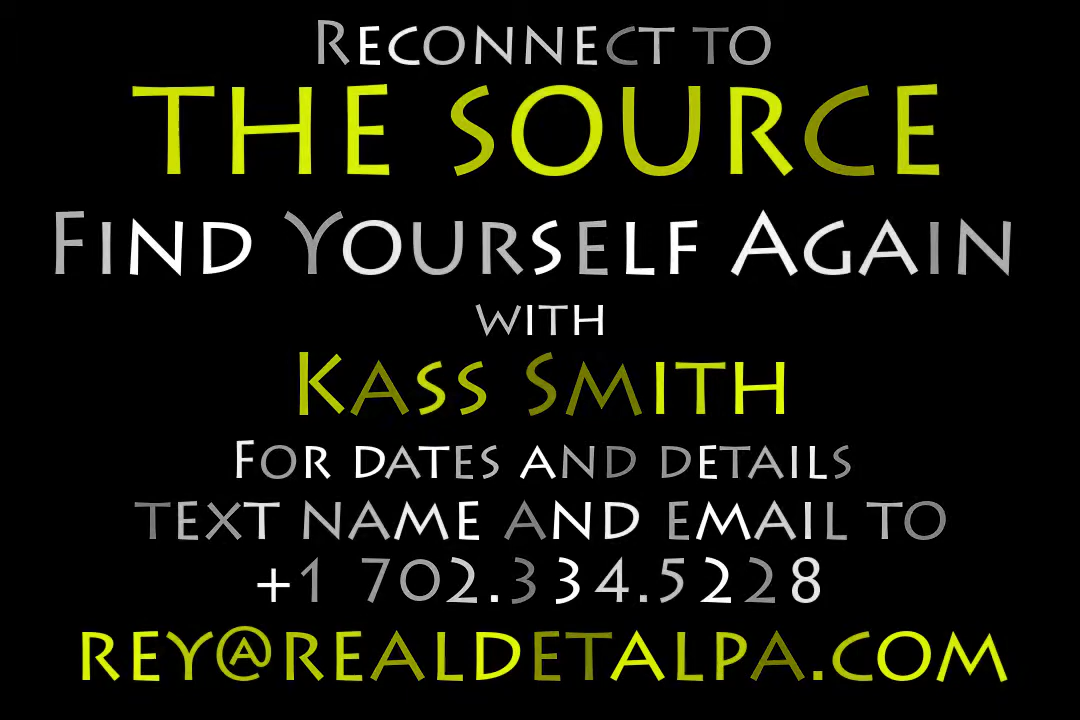 Reconnect to
THE SOURCE
Find Yourself Again
with
Kass Smith
For dates and details
text name and email to
+1 702.334.5228
rey@realdetalpa.com